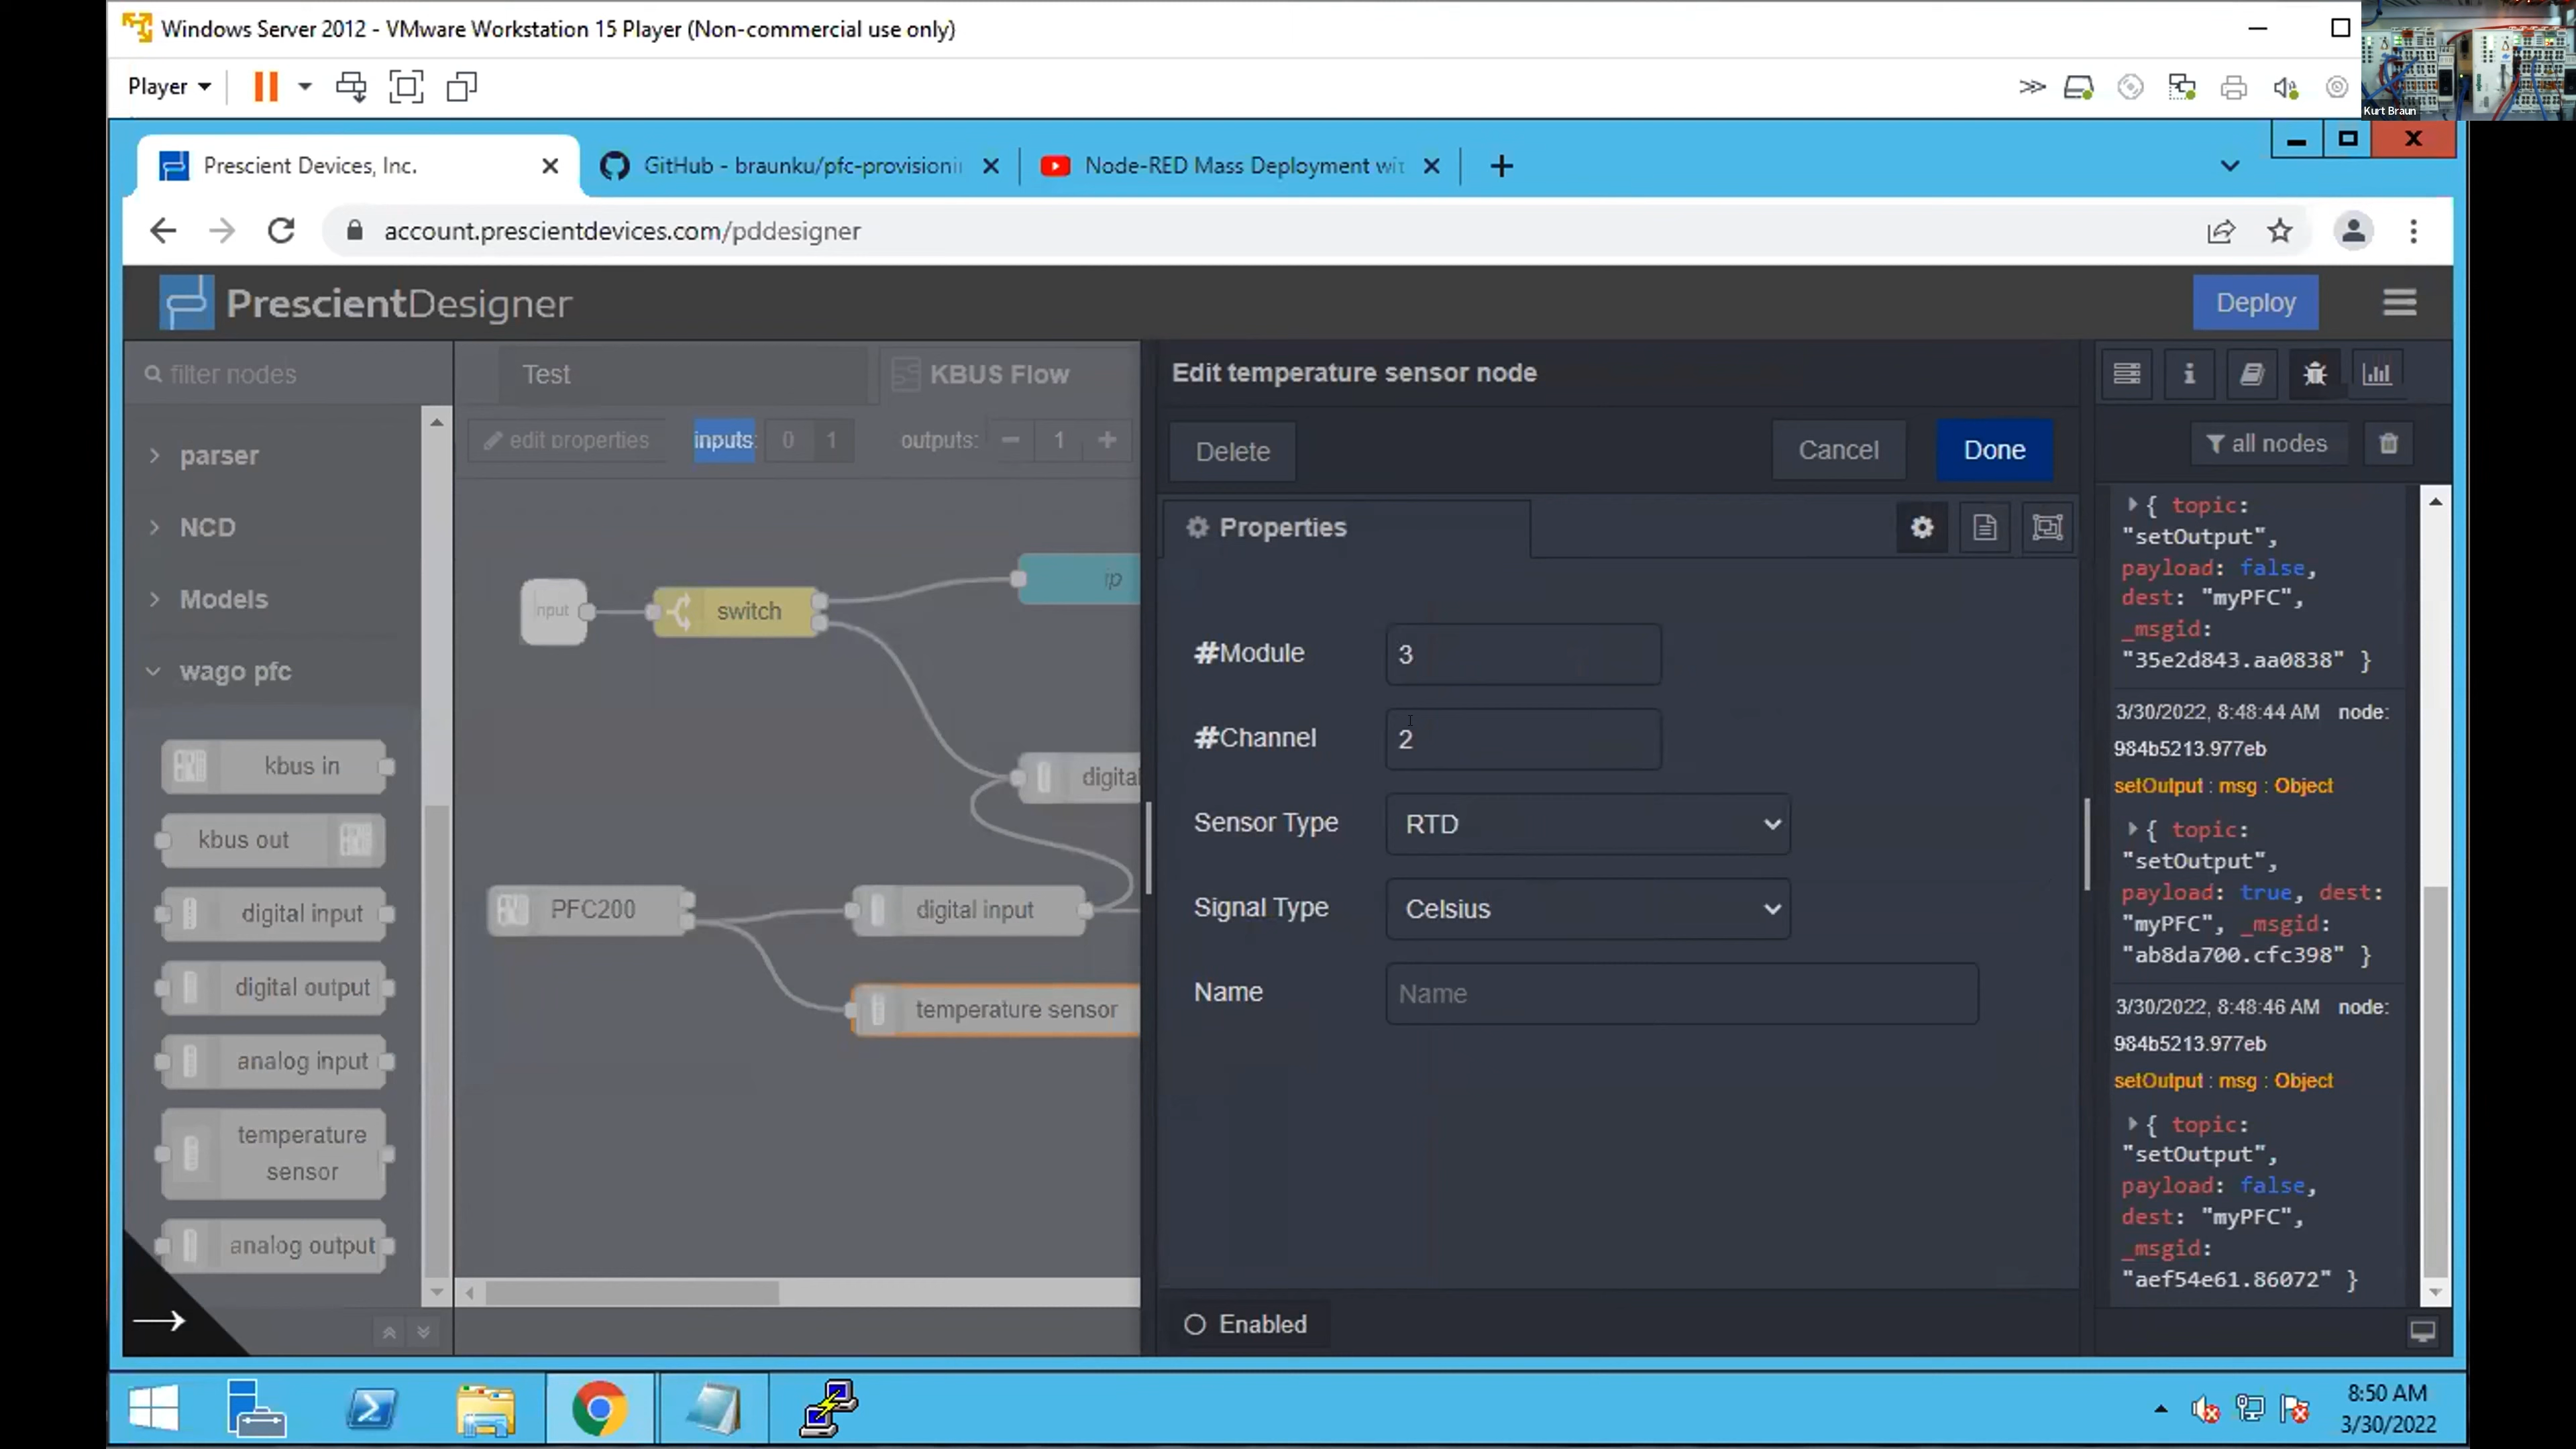 Windows Server 2012 - VMware Workstation 15 Player (Non-commercial use only)
Player
Kurt Braun
Prescient Devices, Inc.
GitHub - braunku/pfc-provisionin
Node-RED Mass Deployment wit
account.prescientdevices.com/pddesigner
PrescientDesigner
Deploy
filter nodes
Test
KBUS Flow
Edit temperature sensor node
edit properties
inputs:
0
1
outputs:
1
Delete
Cancel
Done
all nodes
parser
NCD
Models
wago pfc
kbus in
kbus out
digital input
digital output
analog input
temperature
sensor
analog output
input
switch
ip
digital
PFC200
digital input
temperature sensor
Properties
#Module
3
#Channel
2
Sensor Type
RTD
Signal Type
Celsius
Name
Name
Enabled
{ topic:
"setOutput",
payload: false,
dest: "myPFC",
_msgid:
"35e2d843.aa0838" }
3/30/2022, 8:48:44 AM node:
984b5213.977eb
setOutput : msg : Object
{ topic:
"setOutput",
payload: true, dest:
"myPFC", _msgid:
"ab8da700.cfc398" }
3/30/2022, 8:48:46 AM node:
984b5213.977eb
setOutput : msg : Object
{ topic:
"setOutput",
payload: false,
dest: "myPFC",
_msgid:
"aef54e61.86072" }
8:50 AM
3/30/2022